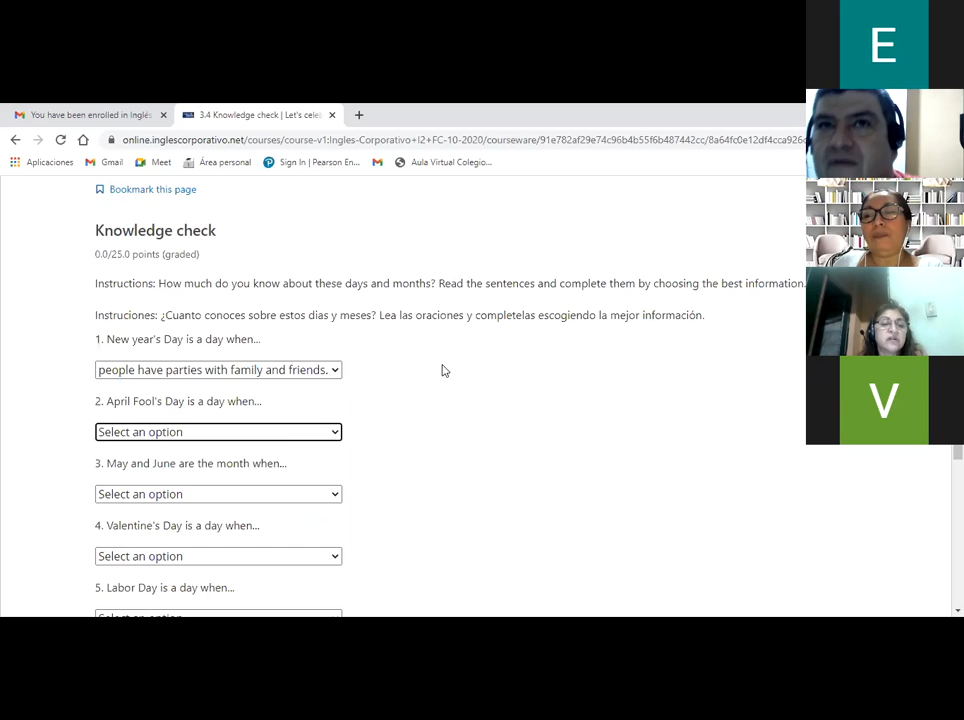 You have been enrolled in Inglés
3.4 Knowledge check | Let's cele
online.inglescorporativo.net/courses/course-v1:Ingles-Corporativo+I2+FC-10-2020/courseware/91e782af29e74c96b4b55f6b487442cc/8a64fc0e12df4cca926c
Aplicaciones
Gmail
Meet
Área personal
Sign In | Pearson En...
Aula Virtual Colegio...
Bookmark this page
Knowledge check
0.0/25.0 points (graded)
Instructions: How much do you know about these days and months? Read the sentences and complete them by choosing the best information.
Instruciones: ¿Cuanto conoces sobre estos dias y meses? Lea las oraciones y completelas escogiendo la mejor información.
1. New year's Day is a day when...
people have parties with family and friends.
2. April Fool's Day is a day when...
Select an option
3. May and June are the month when...
Select an option
4. Valentine's Day is a day when...
Select an option
5. Labor Day is a day when...
Select an option
E
V